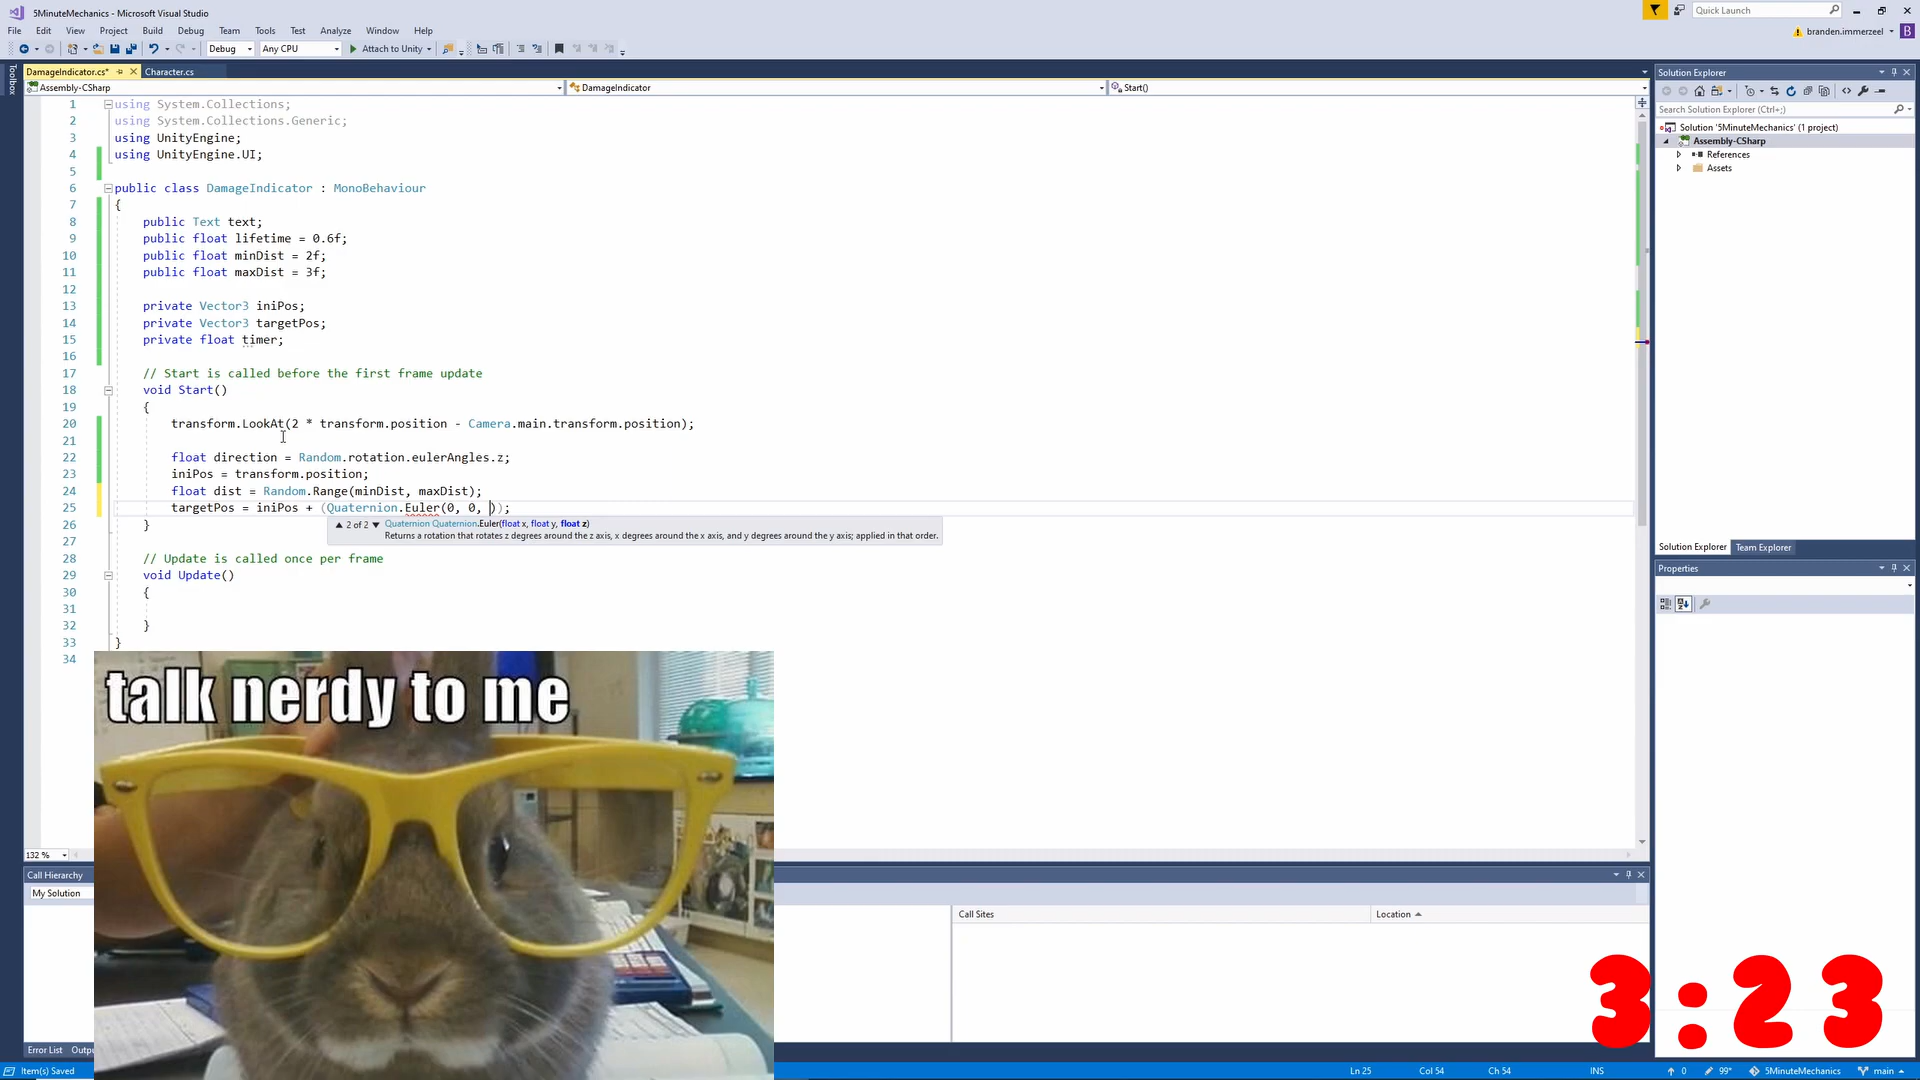 5MinuteMechanics - Microsoft Visual Studio
Quick Launch
File Edit View Project Build Debug Team Tools Test Analyze Window Help
branden.immerzeel
B
Debug Any CPU Attach to Unity
Toolbox
DamageIndicator.cs* Character.cs
Assembly-CSharp DamageIndicator Start()
1 using System.Collections;
2 using System.Collections.Generic;
3 using UnityEngine;
4 using UnityEngine.UI;
5
6 public class DamageIndicator : MonoBehaviour
7 {
8 public Text text;
9 public float lifetime = 0.6f;
10 public float minDist = 2f;
11 public float maxDist = 3f;
12
13 private Vector3 iniPos;
14 private Vector3 targetPos;
15 private float timer;
16
17 // Start is called before the first frame update
18 void Start()
19 {
20 transform.LookAt(2 * transform.position - Camera.main.transform.position);
21
22 float direction = Random.rotation.eulerAngles.z;
23 iniPos = transform.position;
24 float dist = Random.Range(minDist, maxDist);
25 targetPos = iniPos + (Quaternion.Euler(0, 0, ));
26 }
▲ 2 of 2 ▼ Quaternion Quaternion.Euler(float x, float y, float z)
Returns a rotation that rotates z degrees around the z axis, x degrees around the x axis, and y degrees around the y axis; applied in that order.
28 // Update is called once per frame
29 void Update()
30 {
31
32 }
33 }
34
talk nerdy to me
132 %
Call Hierarchy
My Solution
Call Sites Location
Error List Outp
Solution Explorer
Search Solution Explorer (Ctrl+;)
Solution '5MinuteMechanics' (1 project)
Assembly-CSharp
References
Assets
Solution Explorer Team Explorer
Properties
3:23
Item(s) Saved Ln 25 Col 54 Ch 54 INS 0 99* 5MinuteMechanics main